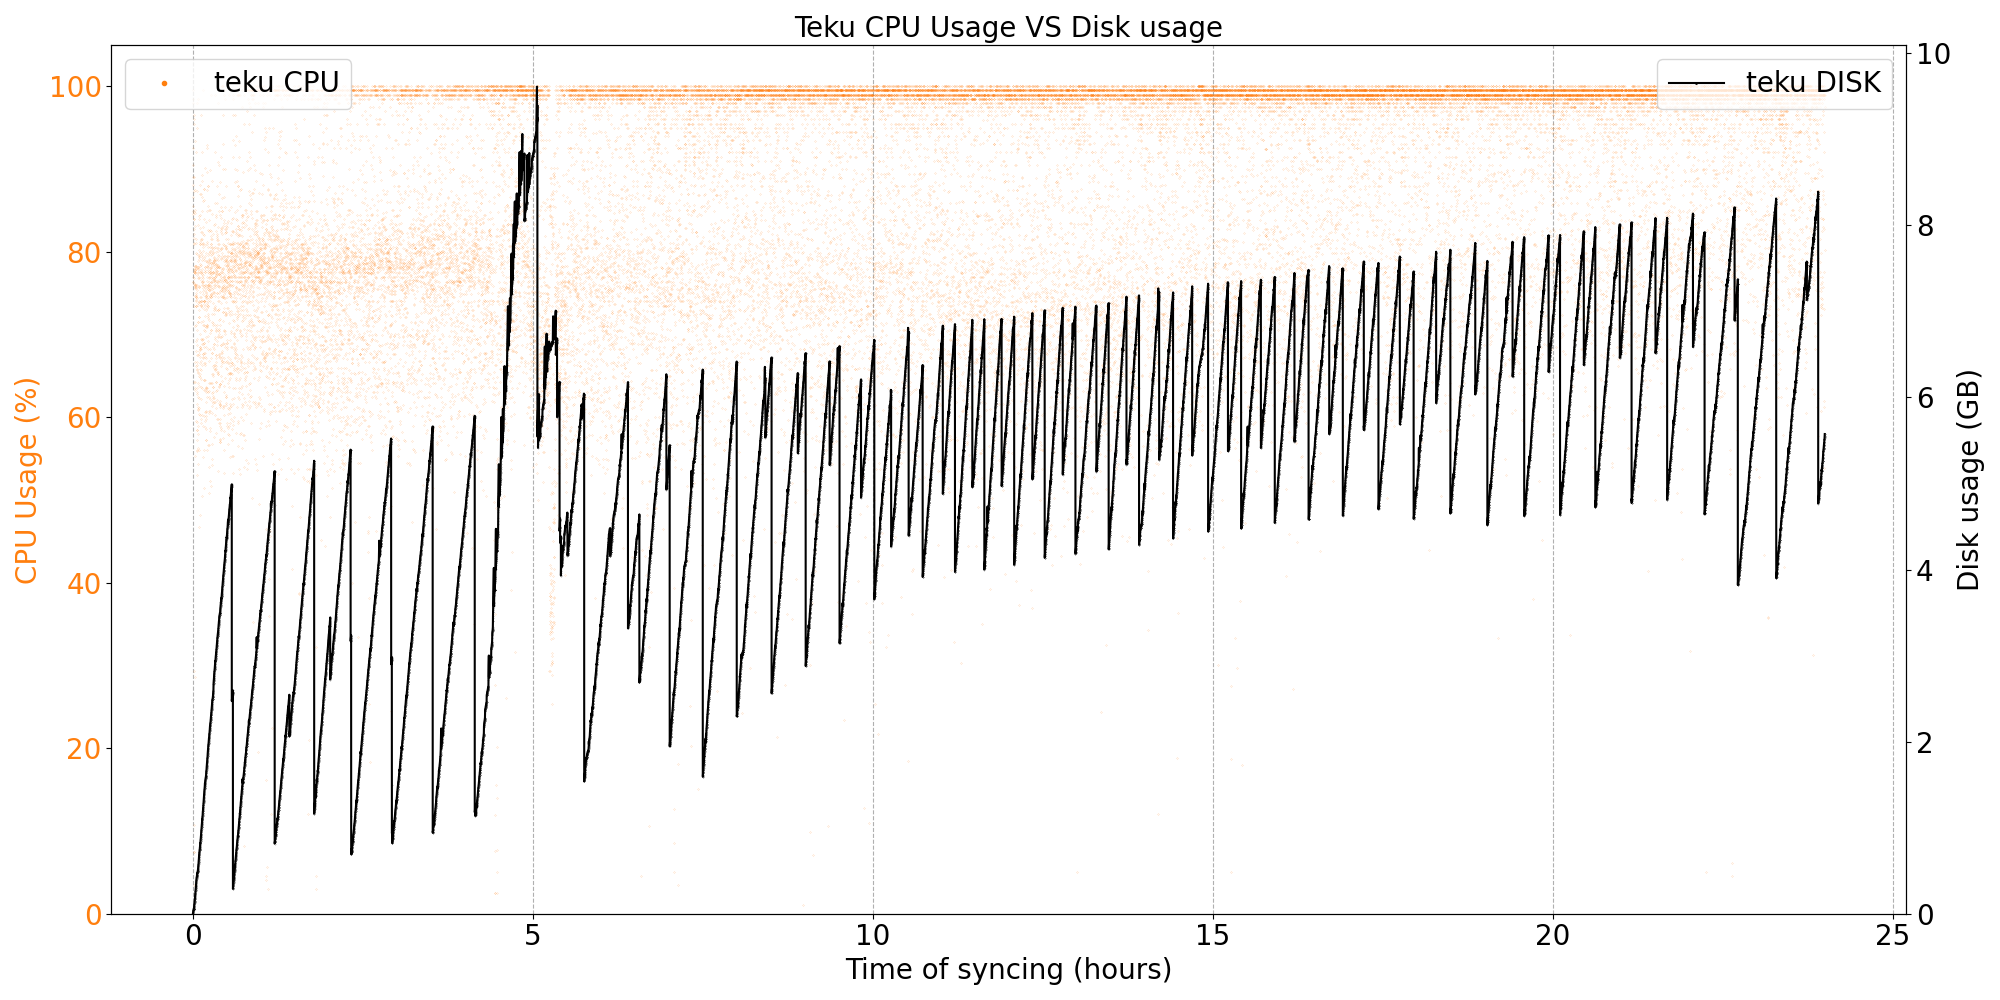 Teku CPU Usage VS Disk usage
teku CPU
teku DISK
CPU Usage (%)
100
80
60
40
20
0
Disk usage (GB)
10
8
6
4
2
0
0 5 10 15 20 25
Time of syncing (hours)